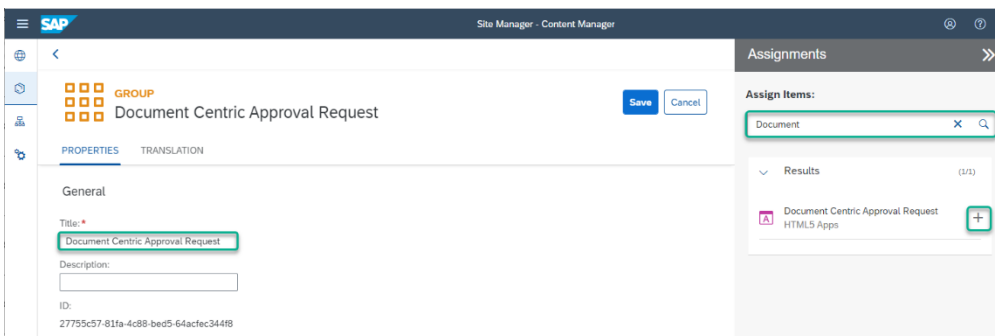 SAP
Site Manager - Content Manager
GROUP
Document Centric Approval Request
Save
Cancel
PROPERTIES
TRANSLATION
General
Title:*
Document Centric Approval Request
Description:
ID:
27755c57-81fa-4c88-bed5-64acfec344f8
Assignments
Assign Items:
Document
Results
(1/1)
A
Document Centric Approval Request
HTML5 Apps